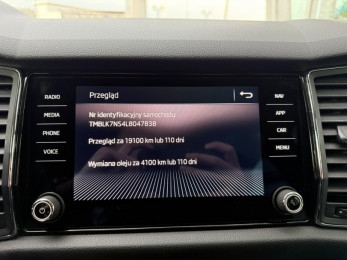 RADIO
MEDIA
PHONE
VOICE
Przegląd
Nr identyfikacyjny samochodu
TMBLK7NS4L8047838
Przegląd za 19100 km lub 110 dni
Wymiana oleju za 4100 km lub 110 dni
NAV
APP
CAR
MENU